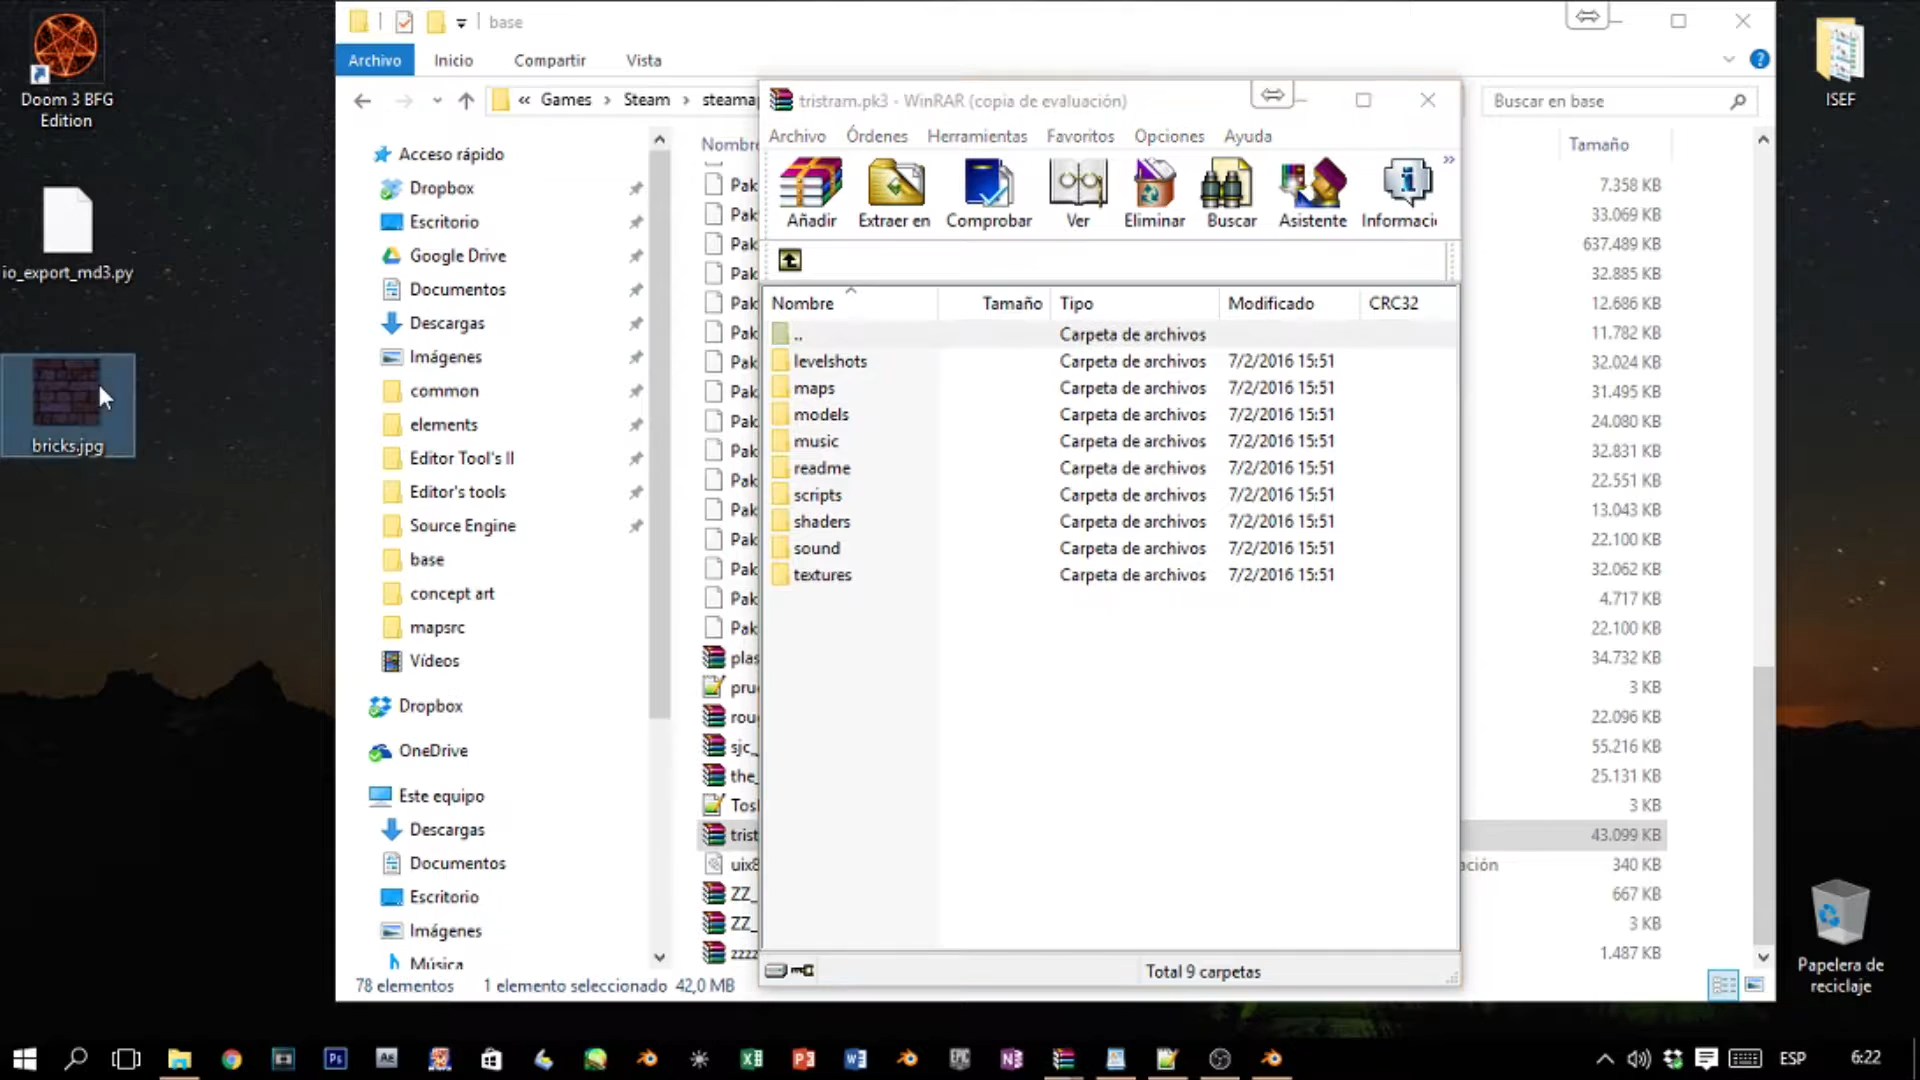 Doom 3 BFG
Edition
io_export_md3.py
bricks.jpg
base
Archivo
Inicio
Compartir
Vista
« Games > Steam >
Buscar en base
Acceso rápido
Dropbox
Escritorio
Google Drive
Documentos
Descargas
Imágenes
common
elements
Editor Tool's II
Editor's tools
Source Engine
base
concept art
mapsrc
Vídeos
Dropbox
OneDrive
Este equipo
Descargas
Documentos
Escritorio
Imágenes
Música
78 elementos
1 elemento seleccionado 42,0 MB
Tamaño
7.358 KB
33.069 KB
637.489 KB
32.885 KB
12.686 KB
11.782 KB
32.024 KB
31.495 KB
24.080 KB
32.831 KB
22.551 KB
13.043 KB
22.100 KB
32.062 KB
4.717 KB
22.100 KB
34.732 KB
3 KB
22.096 KB
55.216 KB
25.131 KB
3 KB
43.099 KB
340 KB
667 KB
3 KB
1.487 KB
tristram.pk3 - WinRAR (copia de evaluación)
Archivo Órdenes Herramientas Favoritos Opciones Ayuda
Añadir Extraer en Comprobar Ver Eliminar Buscar Asistente Informaci
Nombre Tamaño Tipo Modificado CRC32
.. Carpeta de archivos
levelshots Carpeta de archivos 7/2/2016 15:51
maps Carpeta de archivos 7/2/2016 15:51
models Carpeta de archivos 7/2/2016 15:51
music Carpeta de archivos 7/2/2016 15:51
readme Carpeta de archivos 7/2/2016 15:51
scripts Carpeta de archivos 7/2/2016 15:51
shaders Carpeta de archivos 7/2/2016 15:51
sound Carpeta de archivos 7/2/2016 15:51
textures Carpeta de archivos 7/2/2016 15:51
Total 9 carpetas
ISEF
Papelera de
reciclaje
ESP
6:22